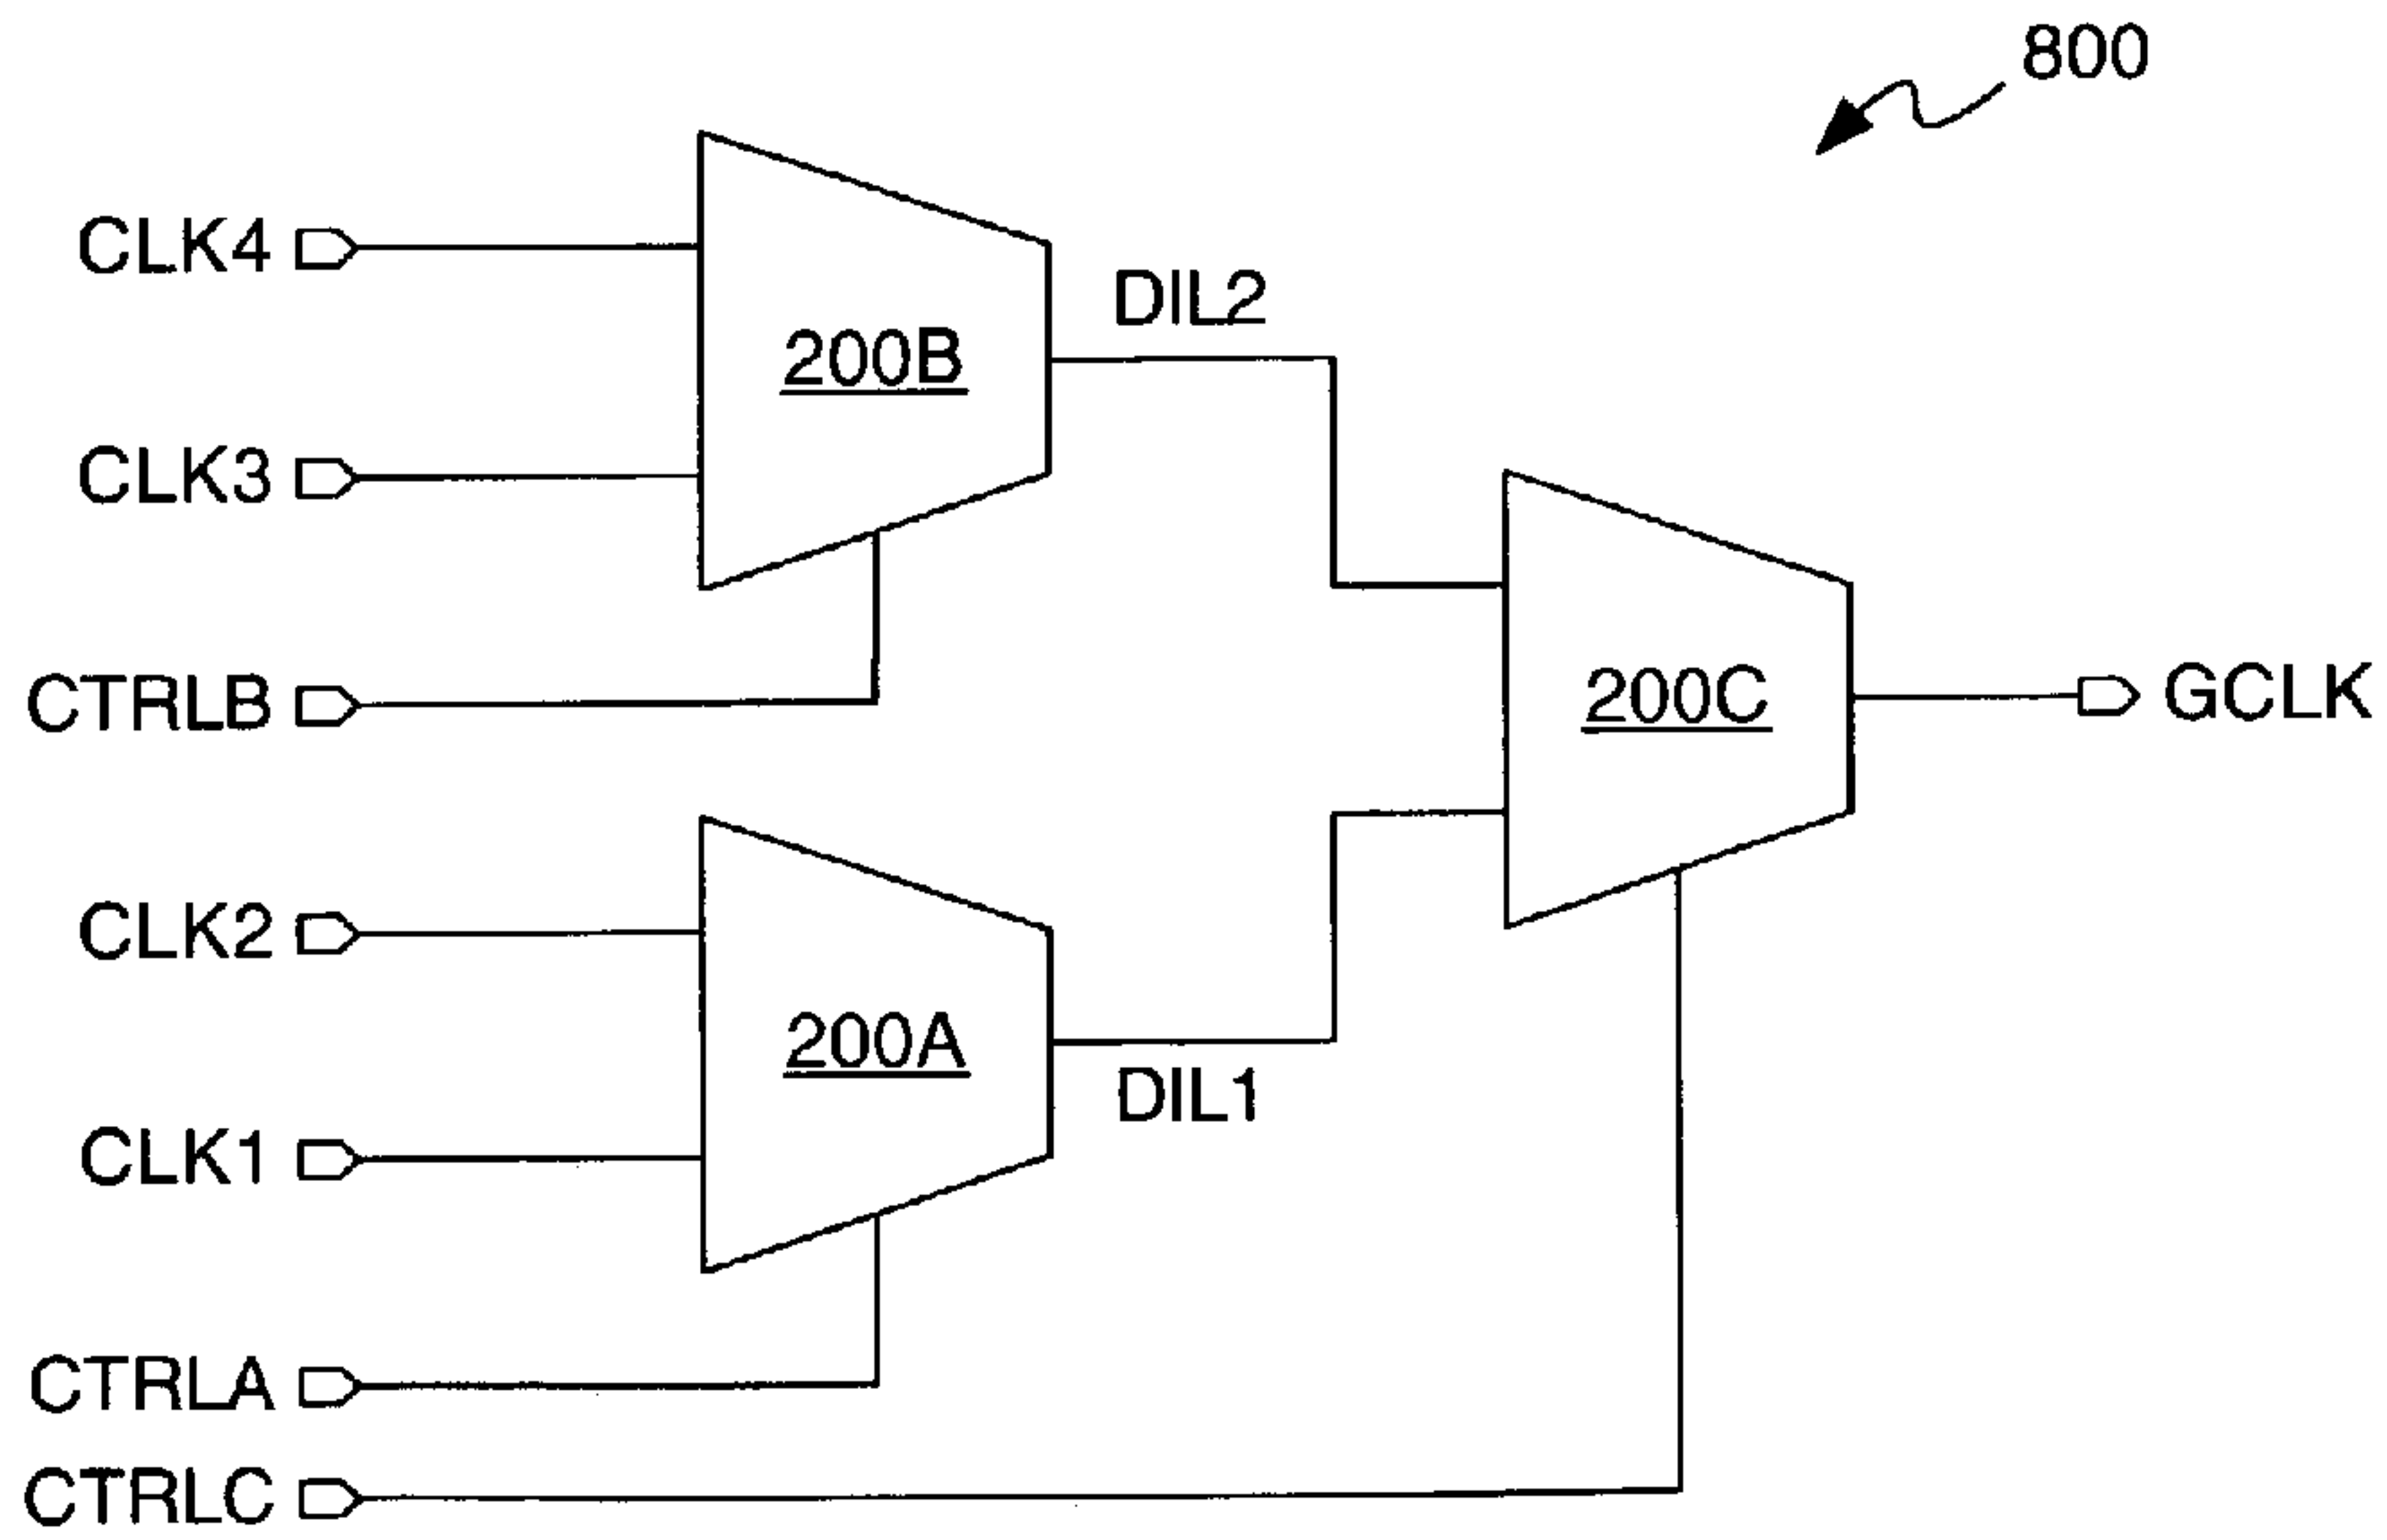 800
CLK4
DIL2
200B
CLK3
200C
GCLK
CTRLB
CLK2
200A
DIL1
CLK1
CTRLA
CTRLC